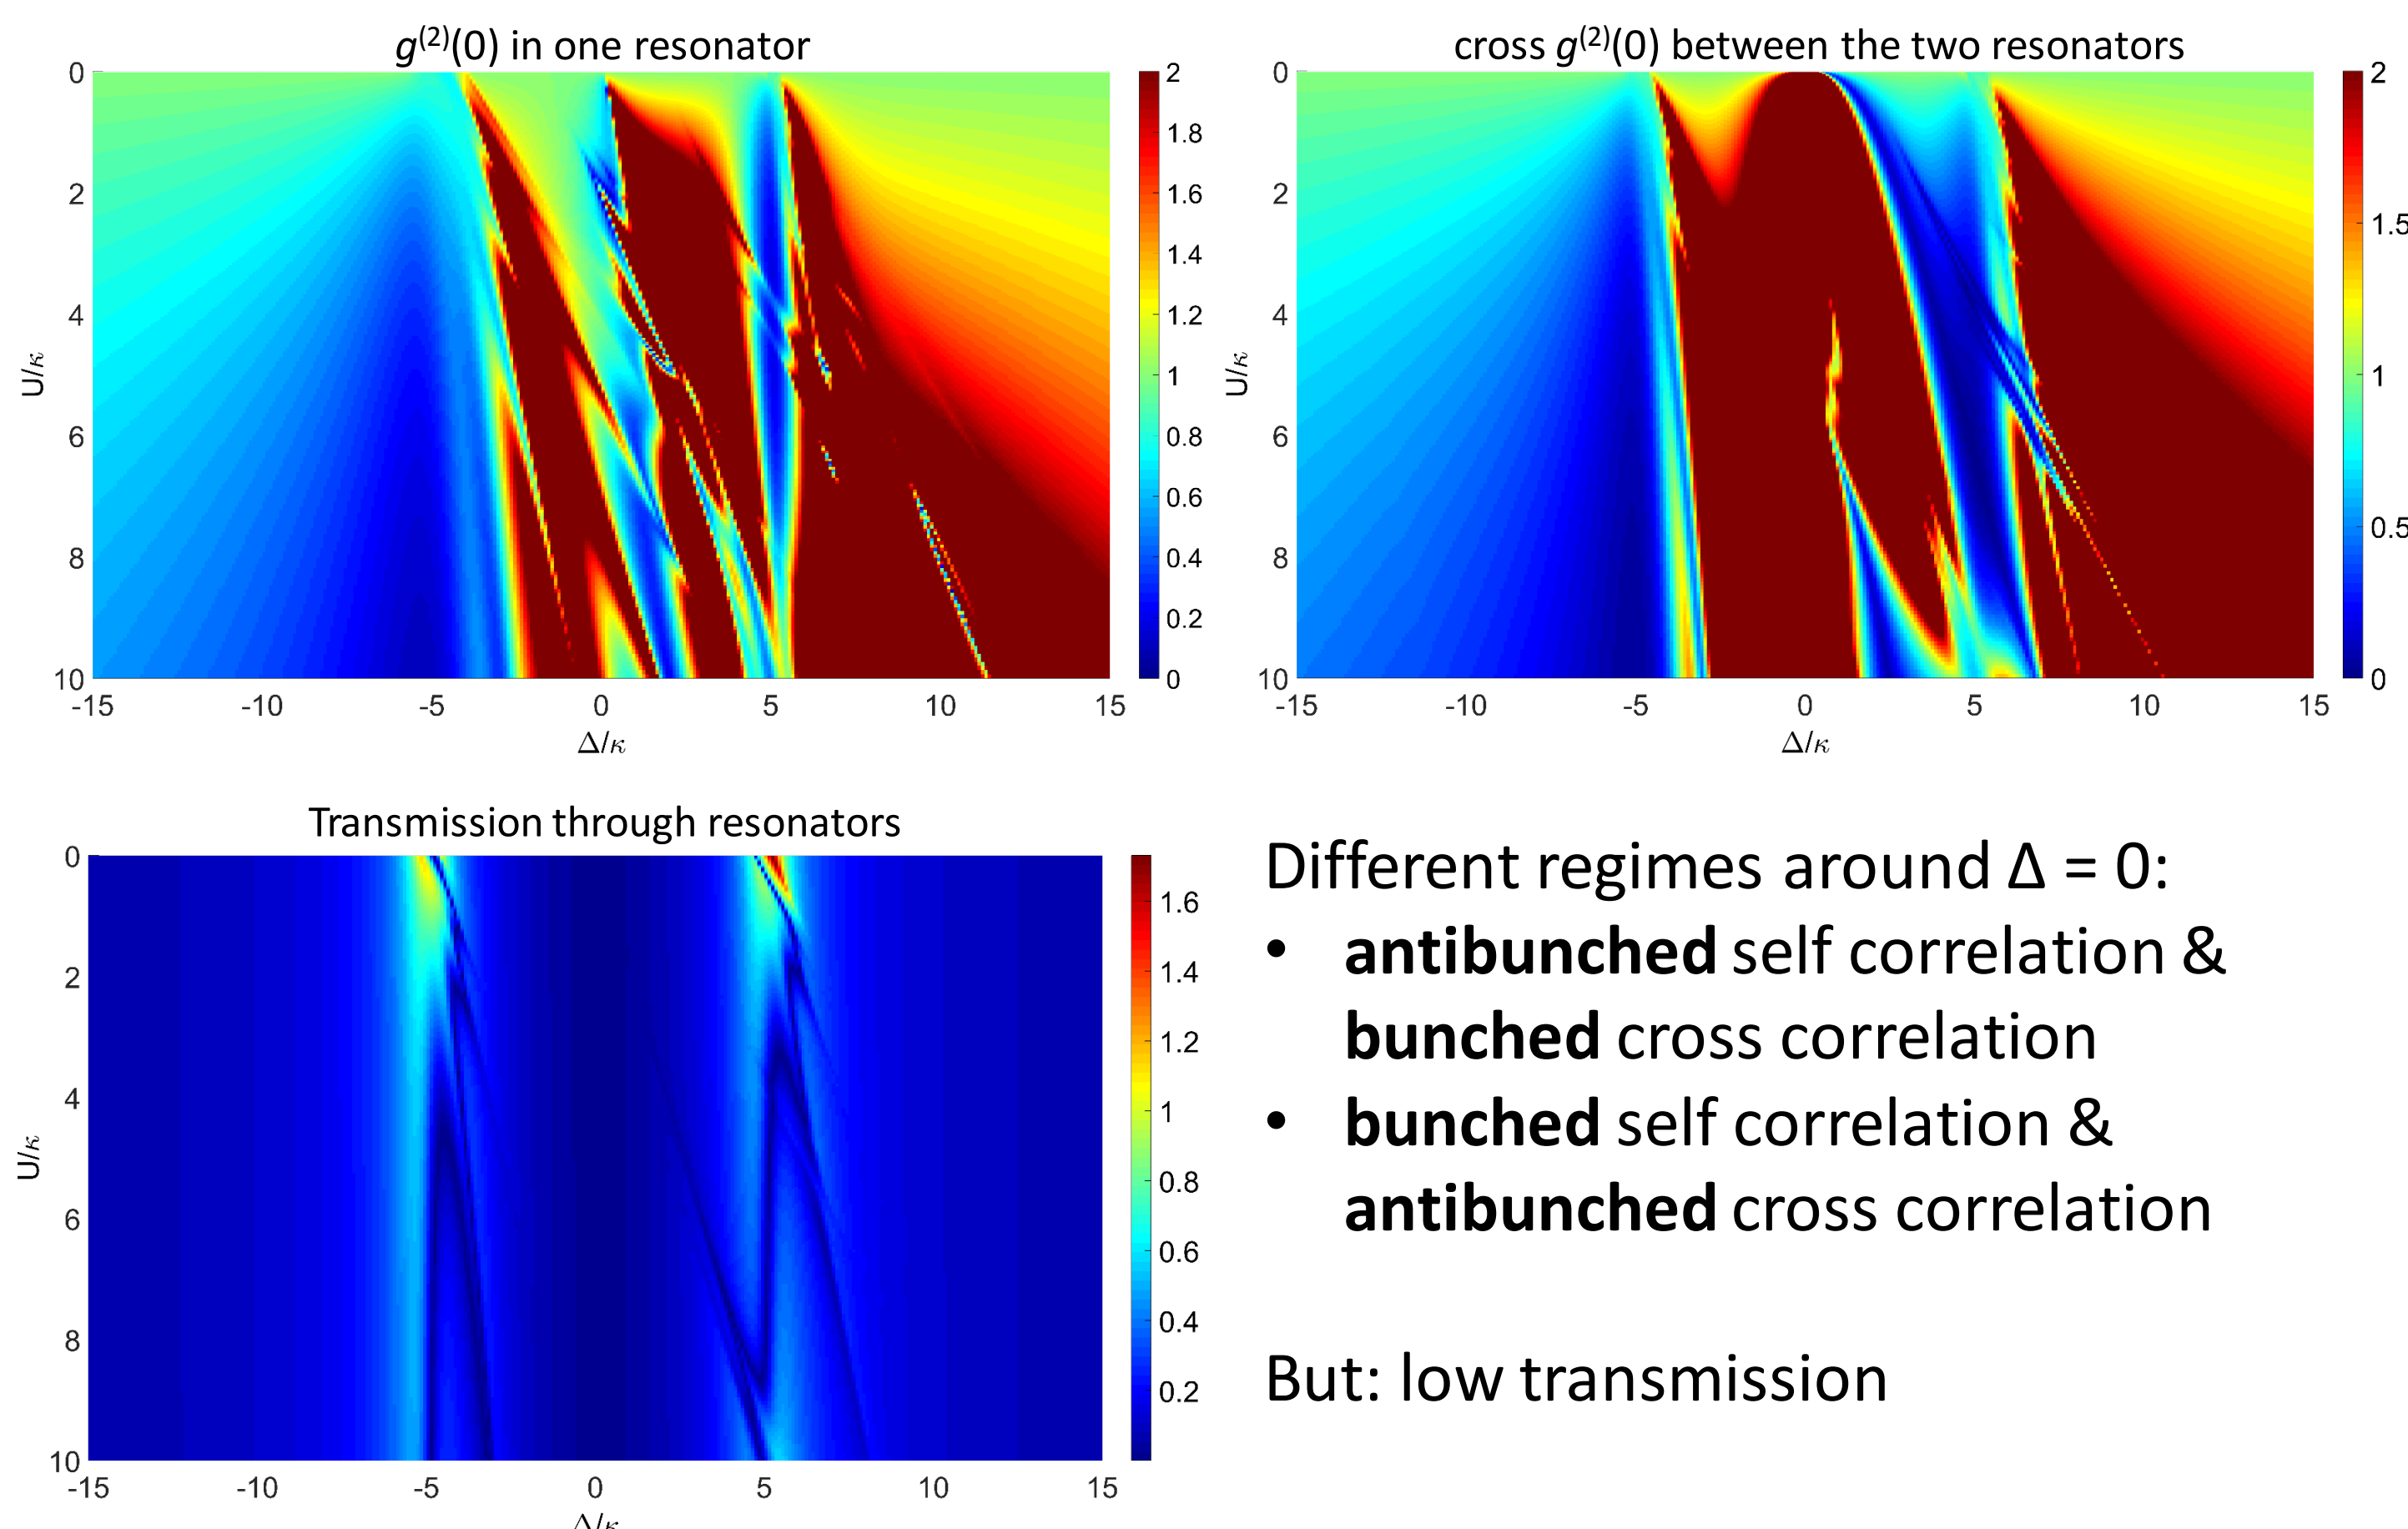 g(2)(0) in one resonator
0
2
4
6
8
10
U/κ
-15 -10 -5 0 5 10 15
Δ/κ
2
1.8
1.6
1.4
1.2
1
0.8
0.6
0.4
0.2
0
cross g(2)(0) between the two resonators
0
2
4
6
8
10
U/κ
-15 -10 -5 0 5 10 15
Δ/κ
2
1.5
1
0.5
0
Transmission through resonators
0
2
4
6
8
10
U/κ
-15 -10 -5 0 5 10 15
Δ/κ
1.6
1.4
1.2
1
0.8
0.6
0.4
0.2
Different regimes around Δ = 0:
• antibunched self correlation &
bunched cross correlation
• bunched self correlation &
antibunched cross correlation
But: low transmission